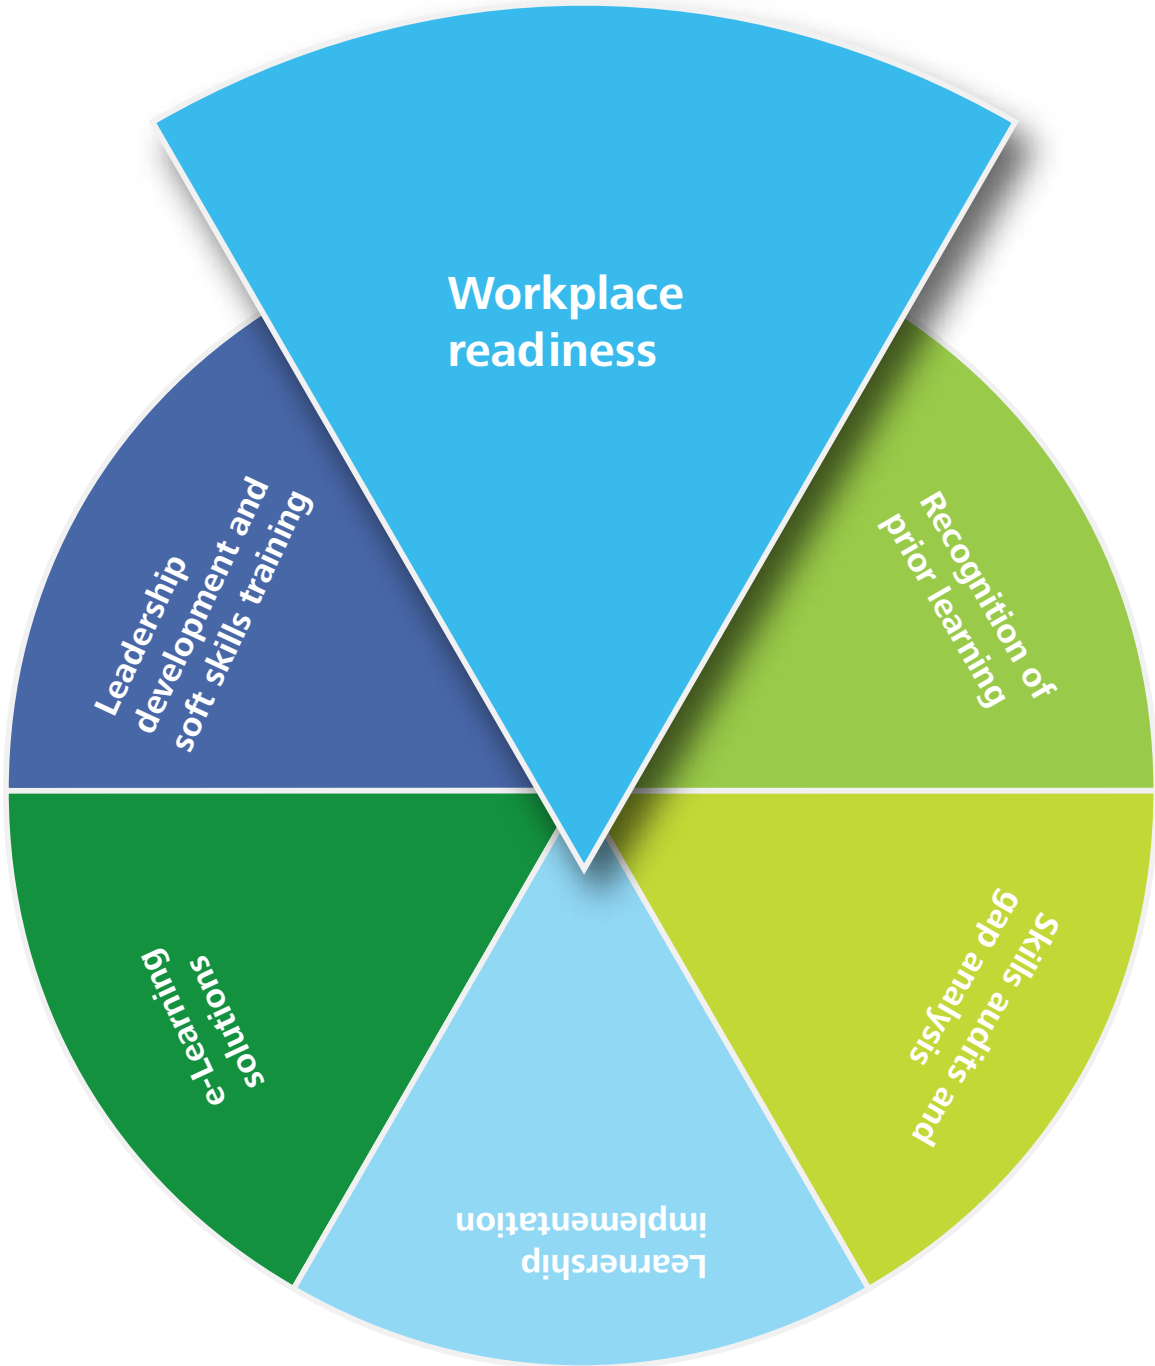 Workplace
readiness
Recognition of
prior learning
Skills audits and
gap analysis
Learnership
implementation
e-Learning
solutions
Leadership
development and
soft skills training